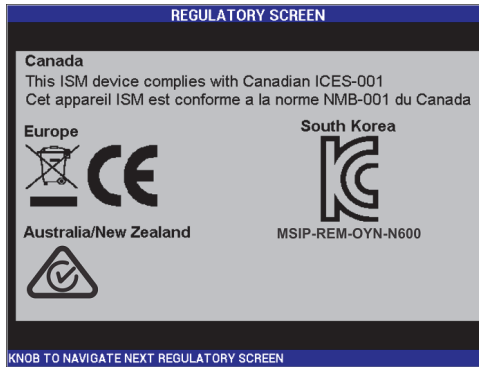 REGULATORY SCREEN
Canada
This ISM device complies with Canadian ICES-001
Cet appareil ISM est conforme a la norme NMB-001 du Canada
Europe
CE
South Korea
MSIP-REM-OYN-N600
Australia/New Zealand
KNOB TO NAVIGATE NEXT REGULATORY SCREEN